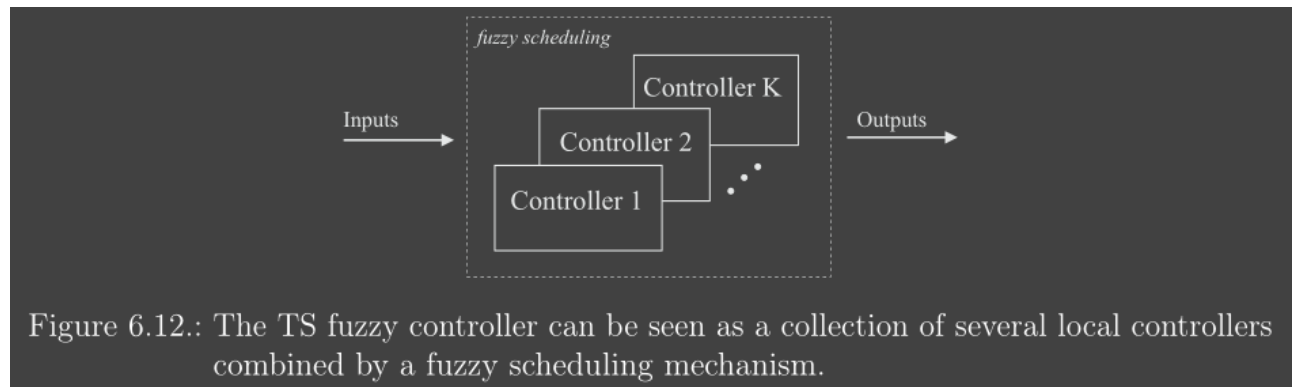 fuzzy scheduling
Controller K
Inputs
Outputs
Controller 2
Controller 1
Figure 6.12.: The TS fuzzy controller can be seen as a collection of several local controllers
combined by a fuzzy scheduling mechanism.